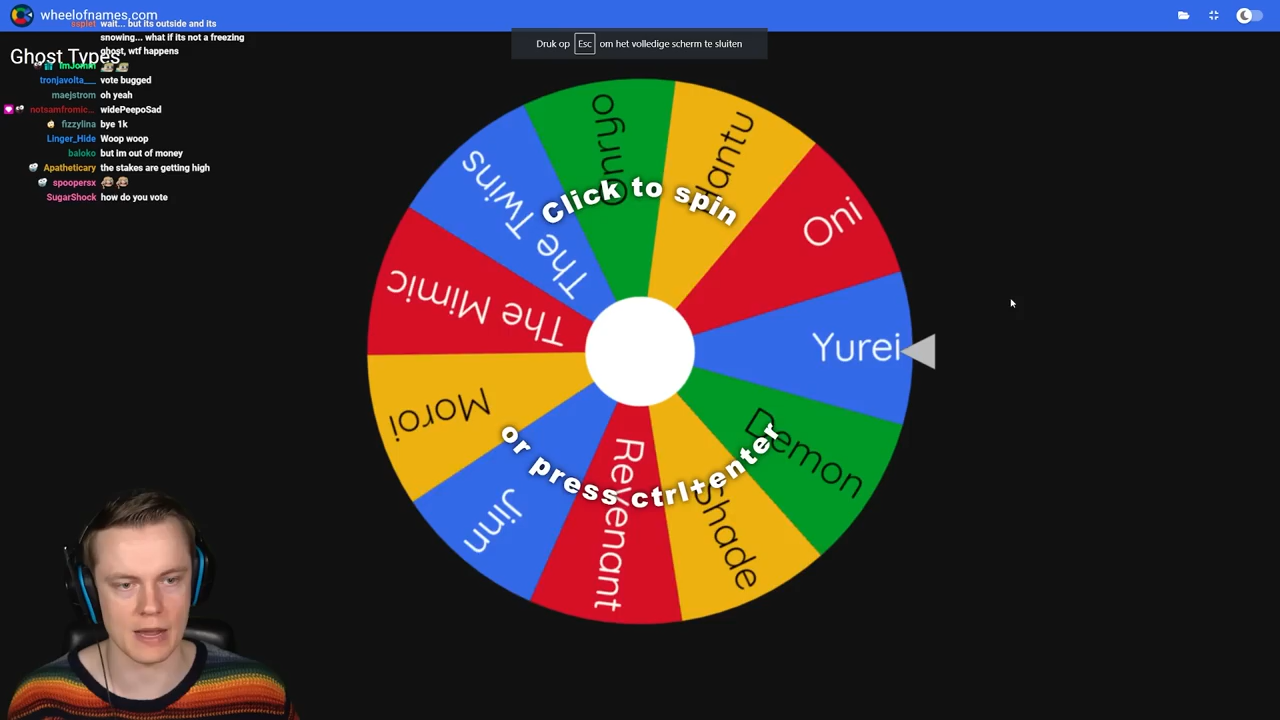 wheelofnames.com
Ghost Types
Druk op Esc om het volledige scherm te sluiten
ssplet wait... but its outside and its
snowing... what if its not a freezing
ghost, wtf happens
ImJomm
tronjavolta__ vote bugged
maejstrom oh yeah
notsamfromic... widePeepoSad
fizzylina bye 1k
Linger_Hide Woop woop
baloko but im out of money
Apatheticary the stakes are getting high
spoopersx
SugarShock how do you vote
Click to spin
or press ctrl+enter
Onryo
Hantu
Oni
Yurei
Demon
Shade
Revenant
Jinn
Moroi
The Mimic
The Twins